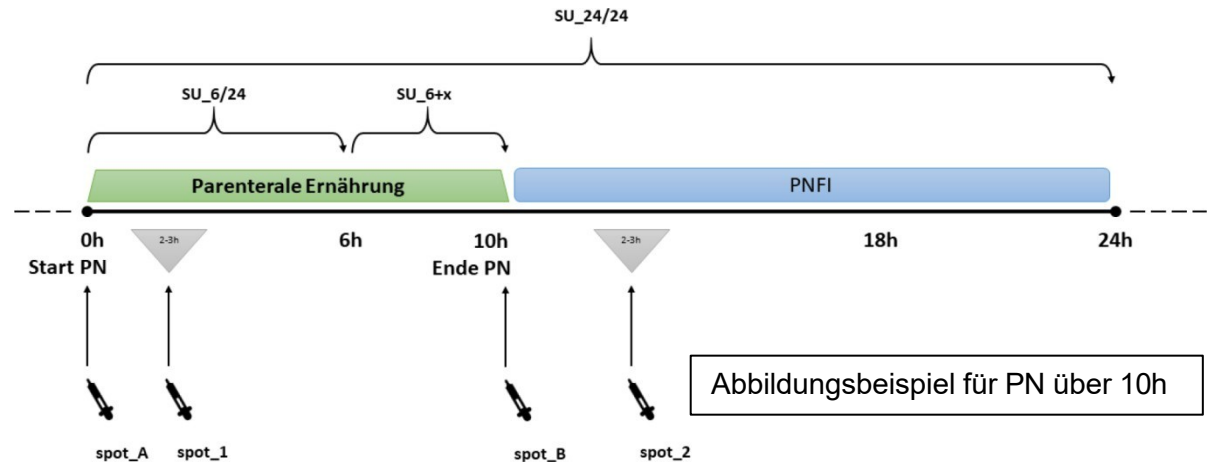 SU_24/24
SU_6/24
SU_6+x
Parenterale Ernährung
PNFI
0h
2-3h
6h
10h
2-3h
18h
24h
Start PN
Ende PN
Abbildungsbeispiel für PN über 10h
spot_A
spot_1
spot_B
spot_2